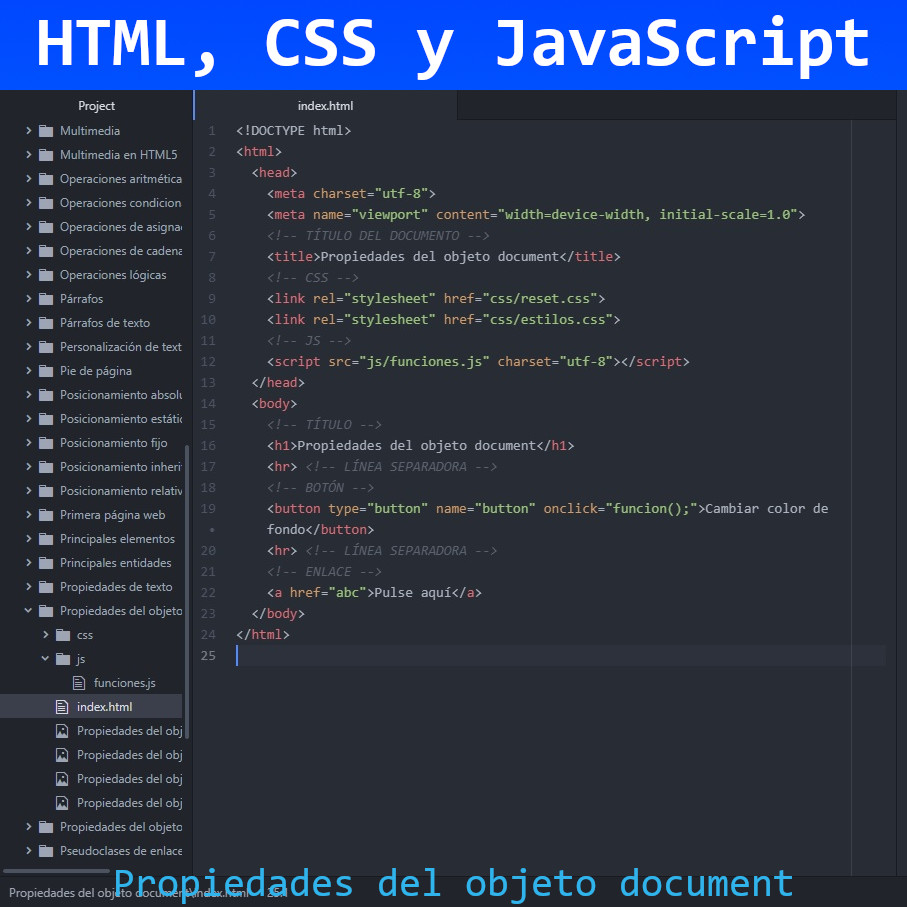 HTML, CSS y JavaScript
Project
Multimedia
Multimedia en HTML5
Operaciones aritmética
Operaciones condicion
Operaciones de asigna
Operaciones de cadena
Operaciones lógicas
Párrafos
Párrafos de texto
Personalización de text
Pie de página
Posicionamiento absolu
Posicionamiento estátic
Posicionamiento fijo
Posicionamiento inheri
Posicionamiento relativ
Primera página web
Principales elementos
Principales entidades
Propiedades de texto
Propiedades del objeto
css
js
funciones.js
index.html
Propiedades del obj
Propiedades del obj
Propiedades del obj
Propiedades del obj
Propiedades del objeto
Pseudoclases de enlace
index.html
1 <!DOCTYPE html>
2 <html>
3 <head>
4 <meta charset="utf-8">
5 <meta name="viewport" content="width=device-width, initial-scale=1.0">
6 <!-- TÍTULO DEL DOCUMENTO -->
7 <title>Propiedades del objeto document</title>
8 <!-- CSS -->
9 <link rel="stylesheet" href="css/reset.css">
10 <link rel="stylesheet" href="css/estilos.css">
11 <!-- JS -->
12 <script src="js/funciones.js" charset="utf-8"></script>
13 </head>
14 <body>
15 <!-- TÍTULO -->
16 <h1>Propiedades del objeto document</h1>
17 <hr> <!-- LÍNEA SEPARADORA -->
18 <!-- BOTÓN -->
19 <button type="button" name="button" onclick="funcion();">Cambiar color de
• fondo</button>
20 <hr> <!-- LÍNEA SEPARADORA -->
21 <!-- ENLACE -->
22 <a href="abc">Pulse aquí</a>
23 </body>
24 </html>
25
Propiedades del objeto document\index.html 25:1
Propiedades del objeto document